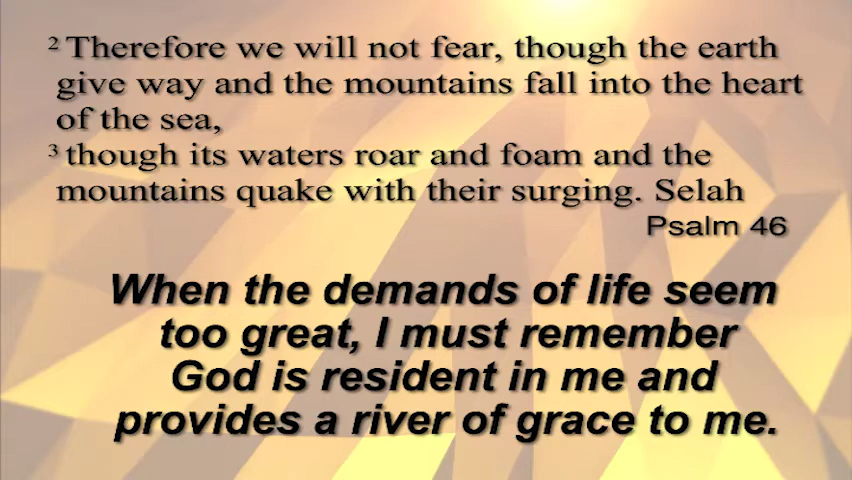 2 Therefore we will not fear, though the earth
give way and the mountains fall into the heart
of the sea,
3 though its waters roar and foam and the
mountains quake with their surging. Selah
Psalm 46
When the demands of life seem
too great, I must remember
God is resident in me and
provides a river of grace to me.